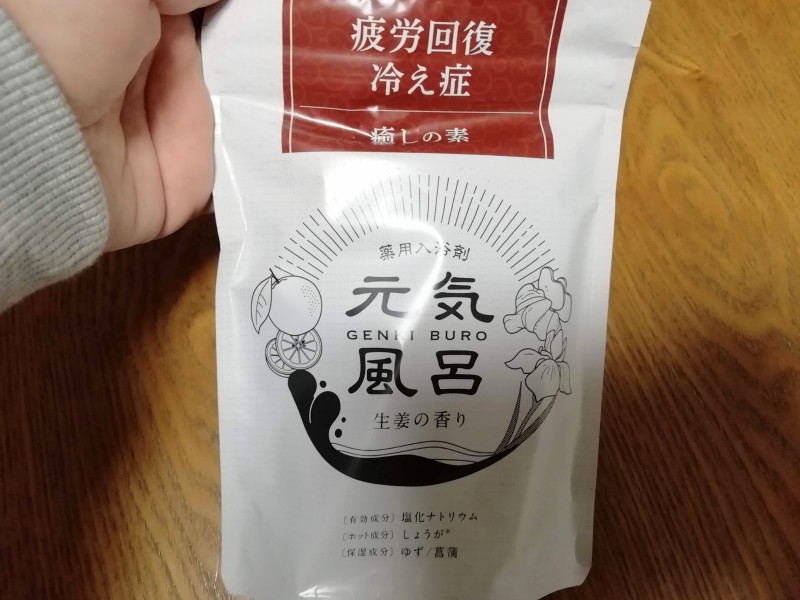 疲労回復
冷え症
癒しの素
薬用入浴剤
元気
GENKI BURO
風呂
生姜の香り
〔有効成分〕塩化ナトリウム
〔ホット成分〕しょうが※
〔保湿成分〕ゆず/菖蒲